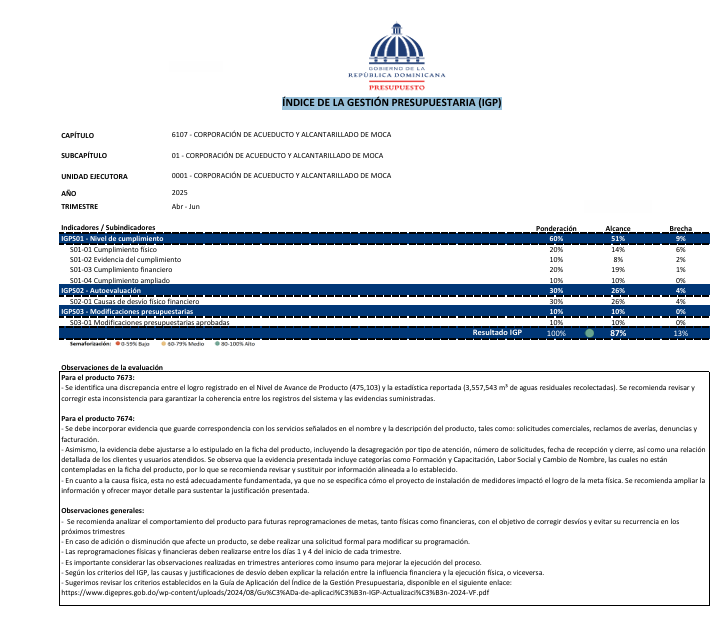 GOBIERNO DE LA
REPÚBLICA DOMINICANA
PRESUPUESTO
ÍNDICE DE LA GESTIÓN PRESUPUESTARIA (IGP)
CAPÍTULO 6107 - CORPORACIÓN DE ACUEDUCTO Y ALCANTARILLADO DE MOCA
SUBCAPÍTULO 01 - CORPORACIÓN DE ACUEDUCTO Y ALCANTARILLADO DE MOCA
UNIDAD EJECUTORA 0001 - CORPORACIÓN DE ACUEDUCTO Y ALCANTARILLADO DE MOCA
AÑO 2025
TRIMESTRE Abr - Jun
Indicadores / Subindicadores Ponderación Alcance Brecha
IGPS01 - Nivel de cumplimiento 60% 51% 9%
S01-01 Cumplimiento físico 20% 14% 6%
S01-02 Evidencia del cumplimiento 10% 8% 2%
S01-03 Cumplimiento financiero 20% 19% 1%
S01-04 Cumplimiento ampliado 10% 10% 0%
IGPS02 - Autoevaluación 30% 26% 4%
S02-01 Causas de desvío físico financiero 30% 26% 4%
IGPS03 - Modificaciones presupuestarias 10% 10% 0%
S03-01 Modificaciones presupuestarias aprobadas 10% 10% 0%
Resultado IGP 100% 87% 13%
Semaforización: 0-59% Bajo 60-79% Medio 80-100% Alto
Observaciones de la evaluación
Para el producto 7673:
- Se identifica una discrepancia entre el logro registrado en el Nivel de Avance de Producto (475,103) y la estadística reportada (3,557,543 m³ de aguas residuales recolectadas). Se recomienda revisar y
corregir esta inconsistencia para garantizar la coherencia entre los registros del sistema y las evidencias suministradas.
Para el producto 7674:
- Se debe incorporar evidencia que guarde correspondencia con los servicios señalados en el nombre y la descripción del producto, tales como: solicitudes comerciales, reclamos de averías, denuncias y
facturación.
- Asimismo, la evidencia debe ajustarse a lo estipulado en la ficha del producto, incluyendo la desagregación por tipo de atención, número de solicitudes, fecha de recepción y cierre, así como una relación
detallada de los clientes y usuarios atendidos. Se observa que la evidencia presentada incluye categorías como Formación y Capacitación, Labor Social y Cambio de Nombre, las cuales no están
contempladas en la ficha del producto, por lo que se recomienda revisar y sustituir por información alineada a lo establecido.
- En cuanto a la causa física, esta no está adecuadamente fundamentada, ya que no se especifica cómo el proyecto de instalación de medidores impactó el logro de la meta física. Se recomienda ampliar la
información y ofrecer mayor detalle para sustentar la justificación presentada.
Observaciones generales:
- Se recomienda analizar el comportamiento del producto para futuras reprogramaciones de metas, tanto físicas como financieras, con el objetivo de corregir desvíos y evitar su recurrencia en los
próximos trimestres
- En caso de adición o disminución que afecte un producto, se debe realizar una solicitud formal para modificar su programación.
- Las reprogramaciones físicas y financieras deben realizarse entre los días 1 y 4 del inicio de cada trimestre.
- Es importante considerar las observaciones realizadas en trimestres anteriores como insumo para mejorar la ejecución del proceso.
- Según los criterios del IGP, las causas y justificaciones de desvío deben explicar la relación entre la influencia financiera y la ejecución física, o viceversa.
- Sugerimos revisar los criterios establecidos en la Guía de Aplicación del Índice de la Gestión Presupuestaria, disponible en el siguiente enlace:
https://www.digepres.gob.do/wp-content/uploads/2024/08/Gu%C3%ADa-de-aplicaci%C3%B3n-IGP-Actualizaci%C3%B3n-2024-VF.pdf